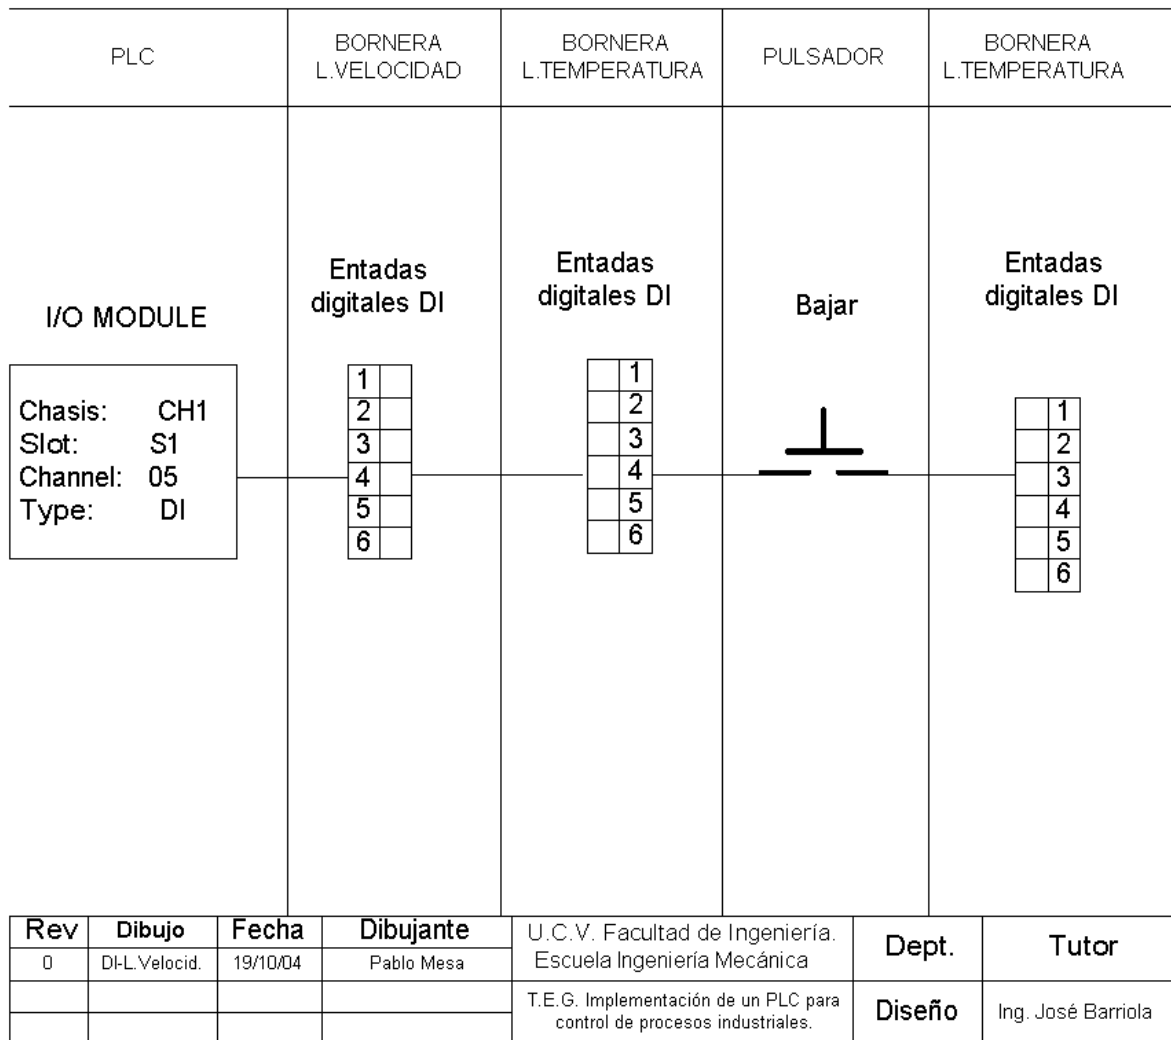 PLC
BORNERA
L.VELOCIDAD
BORNERA
L.TEMPERATURA
PULSADOR
BORNERA
L.TEMPERATURA
I/O MODULE
Chasis: CH1
Slot: S1
Channel: 05
Type: DI
Entadas
digitales DI
1
2
3
4
5
6
Entadas
digitales DI
1
2
3
4
5
6
Bajar
Entadas
digitales DI
1
2
3
4
5
6
Rev Dibujo Fecha Dibujante
0 DI-L.Velocid. 19/10/04 Pablo Mesa
U.C.V. Facultad de Ingeniería.
Escuela Ingeniería Mecánica
T.E.G. Implementación de un PLC para
control de procesos industriales.
Dept.
Diseño
Tutor
Ing. José Barriola